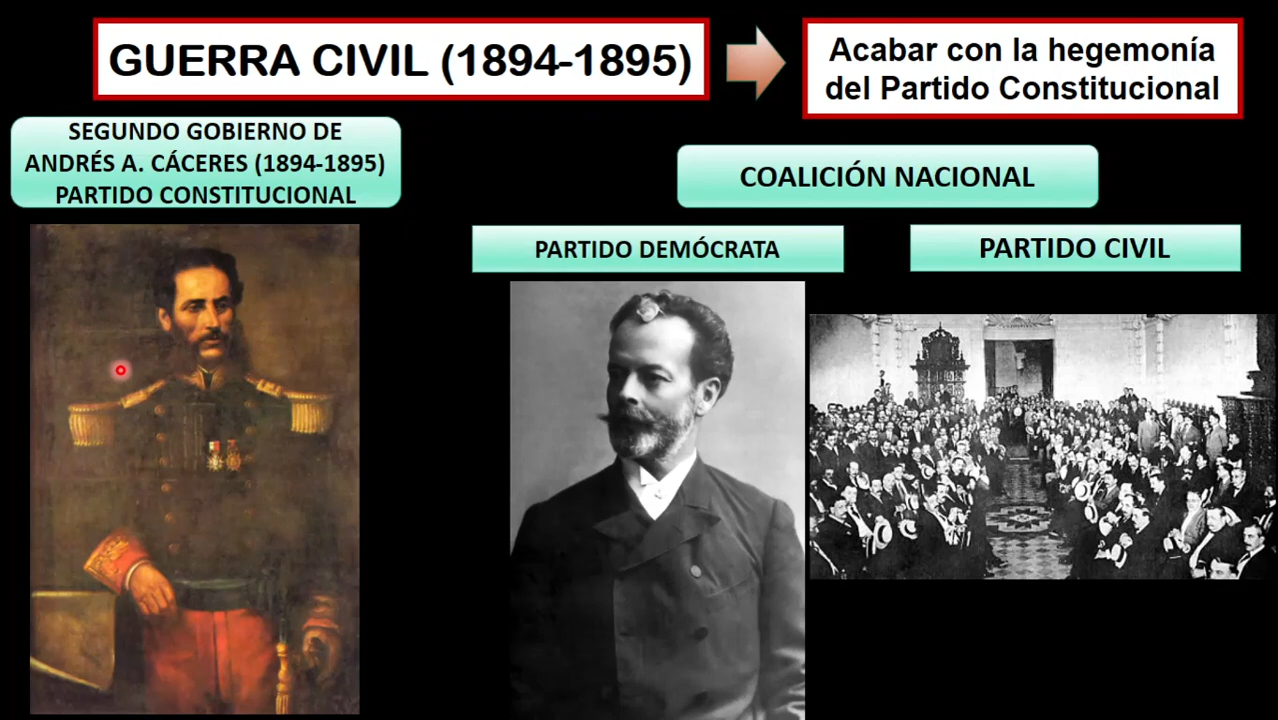 GUERRA CIVIL (1894-1895)
Acabar con la hegemonía
del Partido Constitucional
SEGUNDO GOBIERNO DE
ANDRÉS A. CÁCERES (1894-1895)
PARTIDO CONSTITUCIONAL
COALICIÓN NACIONAL
PARTIDO DEMÓCRATA
PARTIDO CIVIL